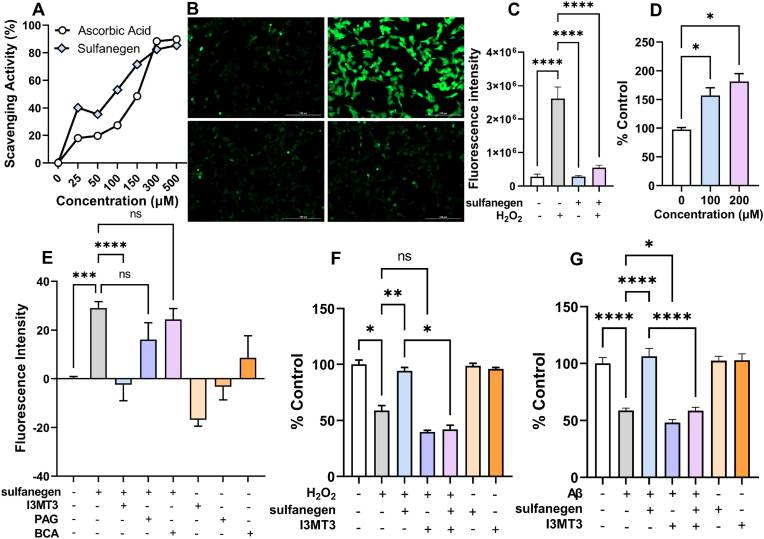 A
Ascorbic Acid
Sulfanegen
Scavenging Activity (%)
100
80
60
40
20
0
0 25 50 100 150 300 500
Concentration (µM)
B
C
****
****
****
Fluorescence intensity
4×10⁶
3×10⁶
2×10⁶
1×10⁶
0
sulfanegen - - + +
H₂O₂ - + - +
D
*
*
% Control
250
200
150
100
50
0
0 100 200
Concentration (µM)
E
ns
****
*** ns
Fluorescence Intensity
40
20
0
-20
-40
sulfanegen - + + + + - - -
I3MT3 - - + - - + - -
PAG - - - + - - + -
BCA - - - - + - - +
F
ns
**
* *
% Control
150
100
50
0
H₂O₂ - + + + + - -
sulfanegen - - + - + + -
I3MT3 - - - + + - +
G
*
****
**** ****
% Control
150
100
50
0
Aβ - + + + + - -
sulfanegen - - + - + + -
I3MT3 - - - + + - +